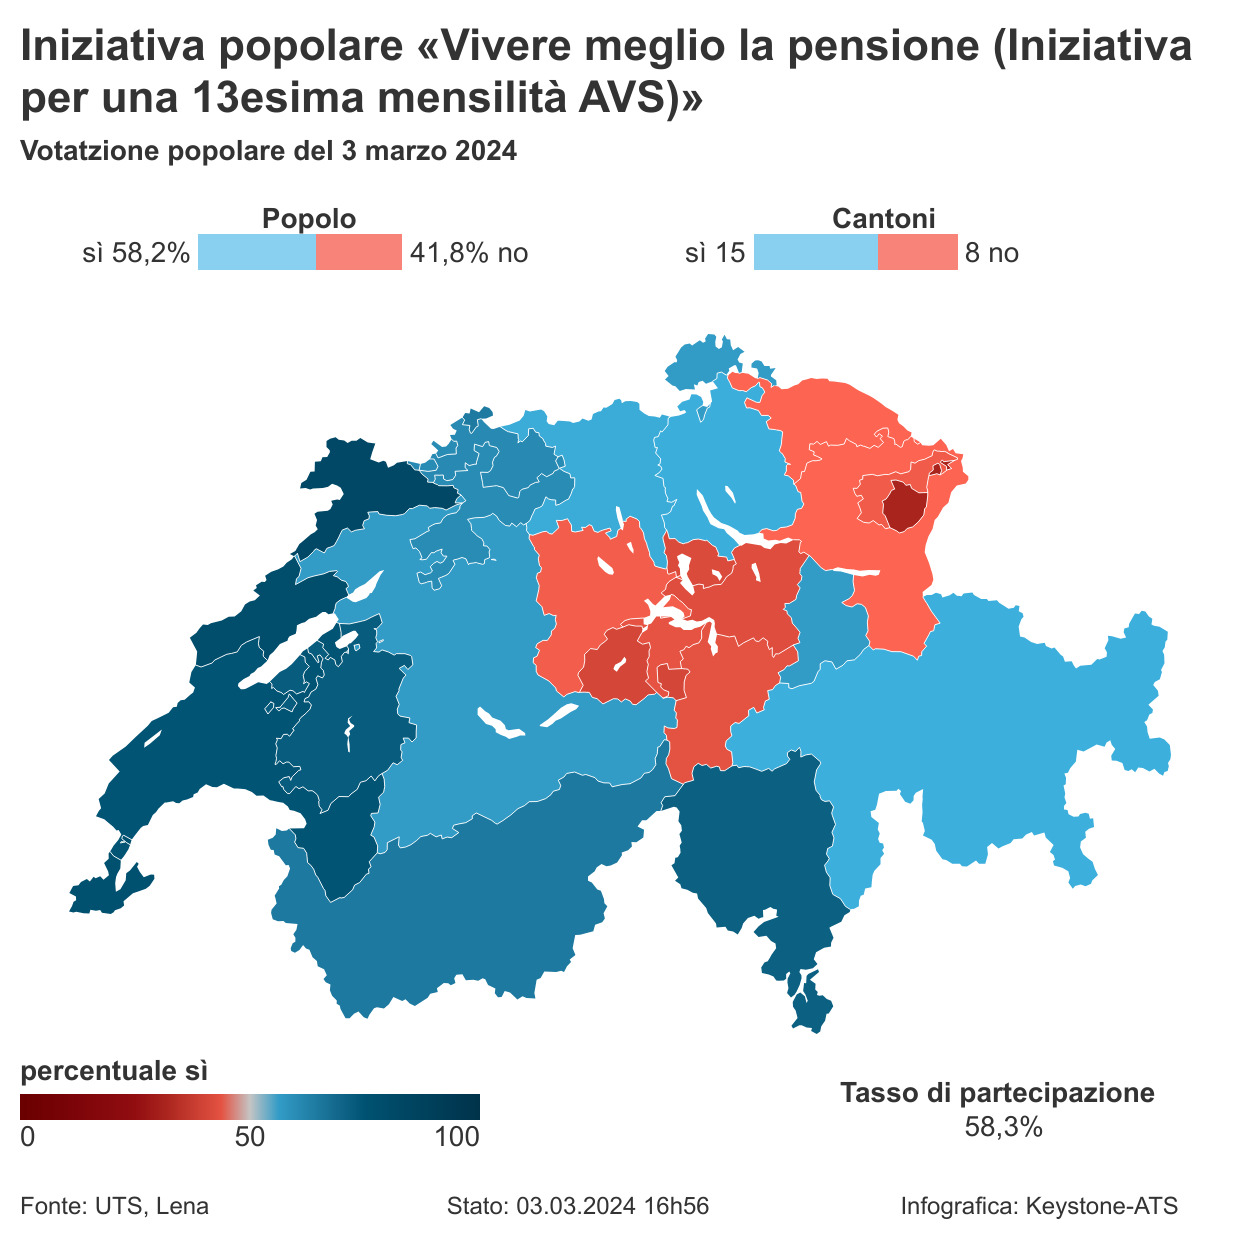 Iniziativa popolare «Vivere meglio la pensione (Iniziativa
per una 13esima mensilità AVS)»
Votatzione popolare del 3 marzo 2024
Popolo
sì 58,2% 41,8% no
Cantoni
sì 15 8 no
percentuale sì
0 50 100
Tasso di partecipazione
58,3%
Fonte: UTS, Lena
Stato: 03.03.2024 16h56
Infografica: Keystone-ATS